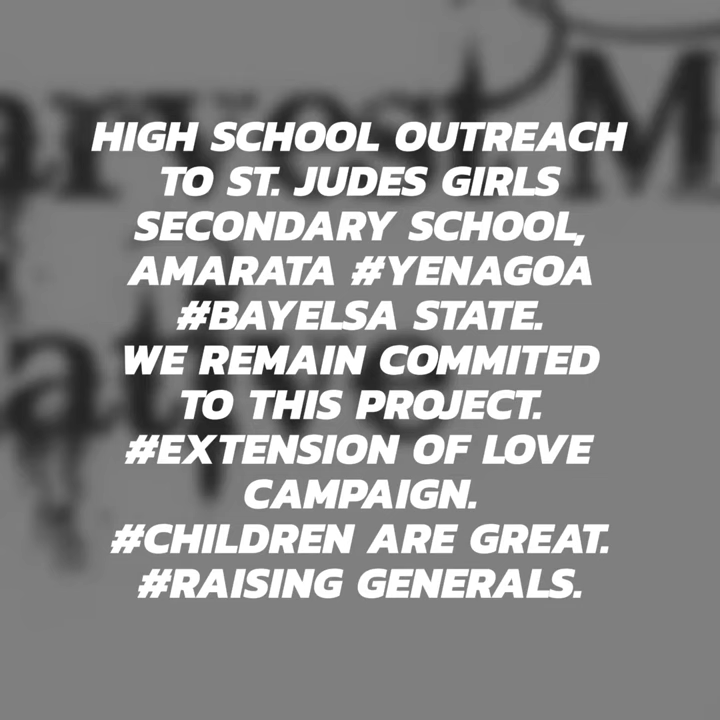 HIGH SCHOOL OUTREACH
TO ST. JUDES GIRLS
SECONDARY SCHOOL,
AMARATA #YENAGOA
#BAYELSA STATE.
WE REMAIN COMMITED
TO THIS PROJECT.
#EXTENSION OF LOVE
CAMPAIGN.
#CHILDREN ARE GREAT.
#RAISING GENERALS.